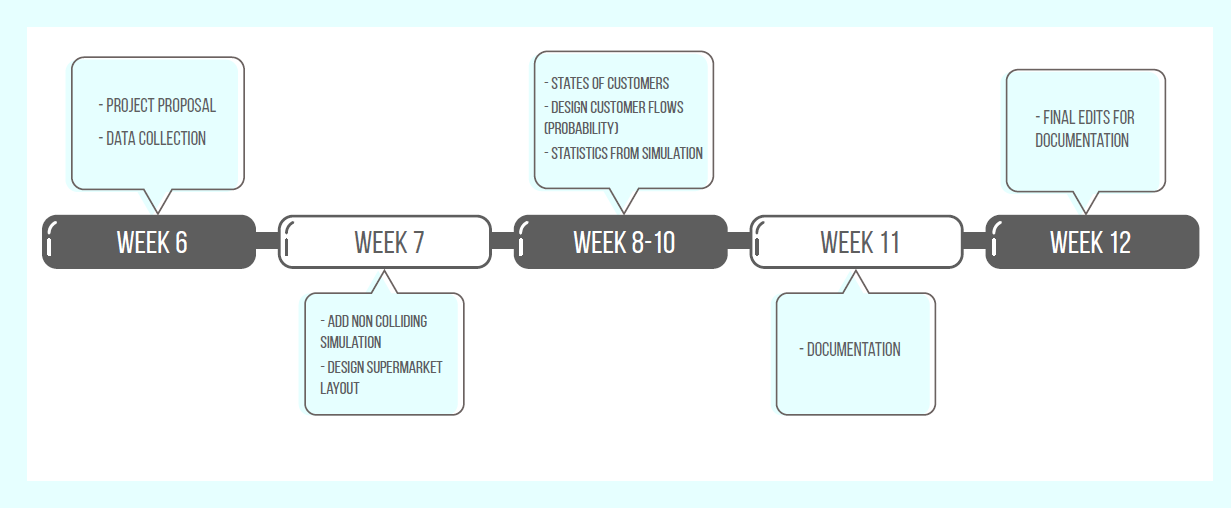 - PROJECT PROPOSAL
- DATA COLLECTION
- STATES OF CUSTOMERS
- DESIGN CUSTOMER FLOWS
(PROBABILITY)
- STATISTICS FROM SIMULATION
- FINAL EDITS FOR
DOCUMENTATION
WEEK 6
WEEK 7
WEEK 8-10
WEEK 11
WEEK 12
- ADD NON COLLIDING
SIMULATION
- DESIGN SUPERMARKET
LAYOUT
- DOCUMENTATION